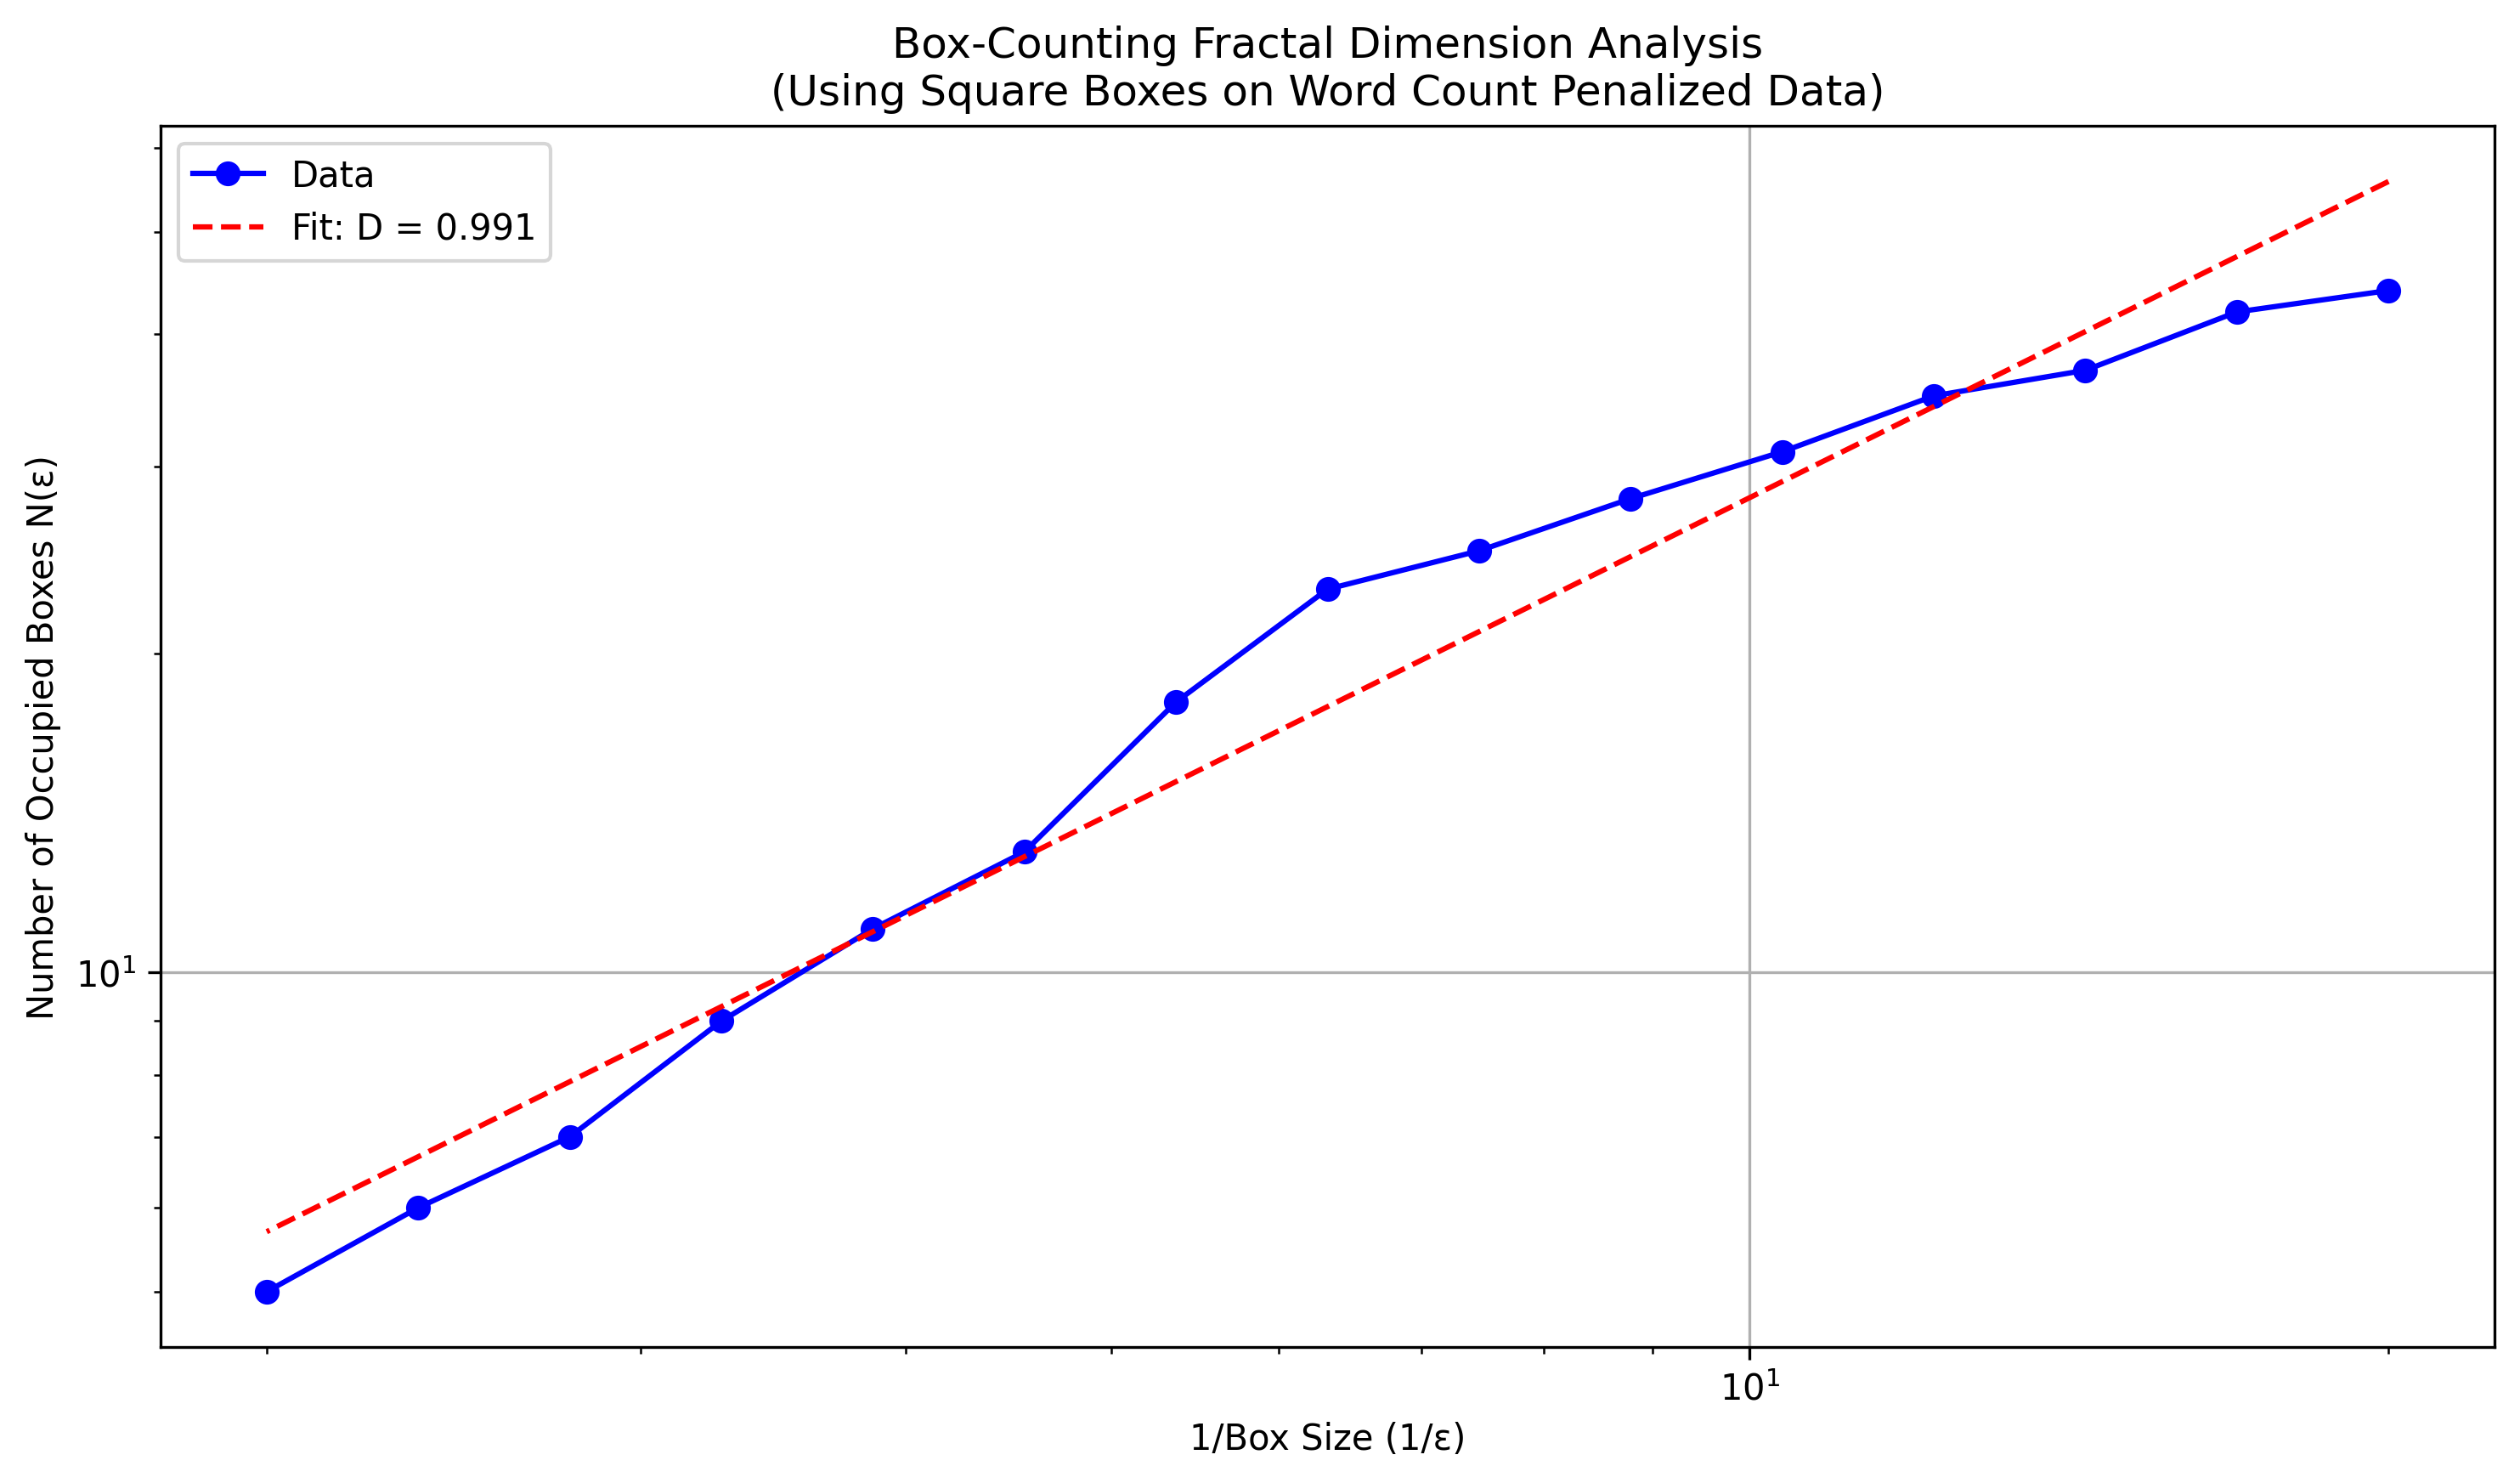 Box-Counting Fractal Dimension Analysis
(Using Square Boxes on Word Count Penalized Data)
Data
Fit: D = 0.991
Number of Occupied Boxes N(ε)
10¹
10¹
1/Box Size (1/ε)